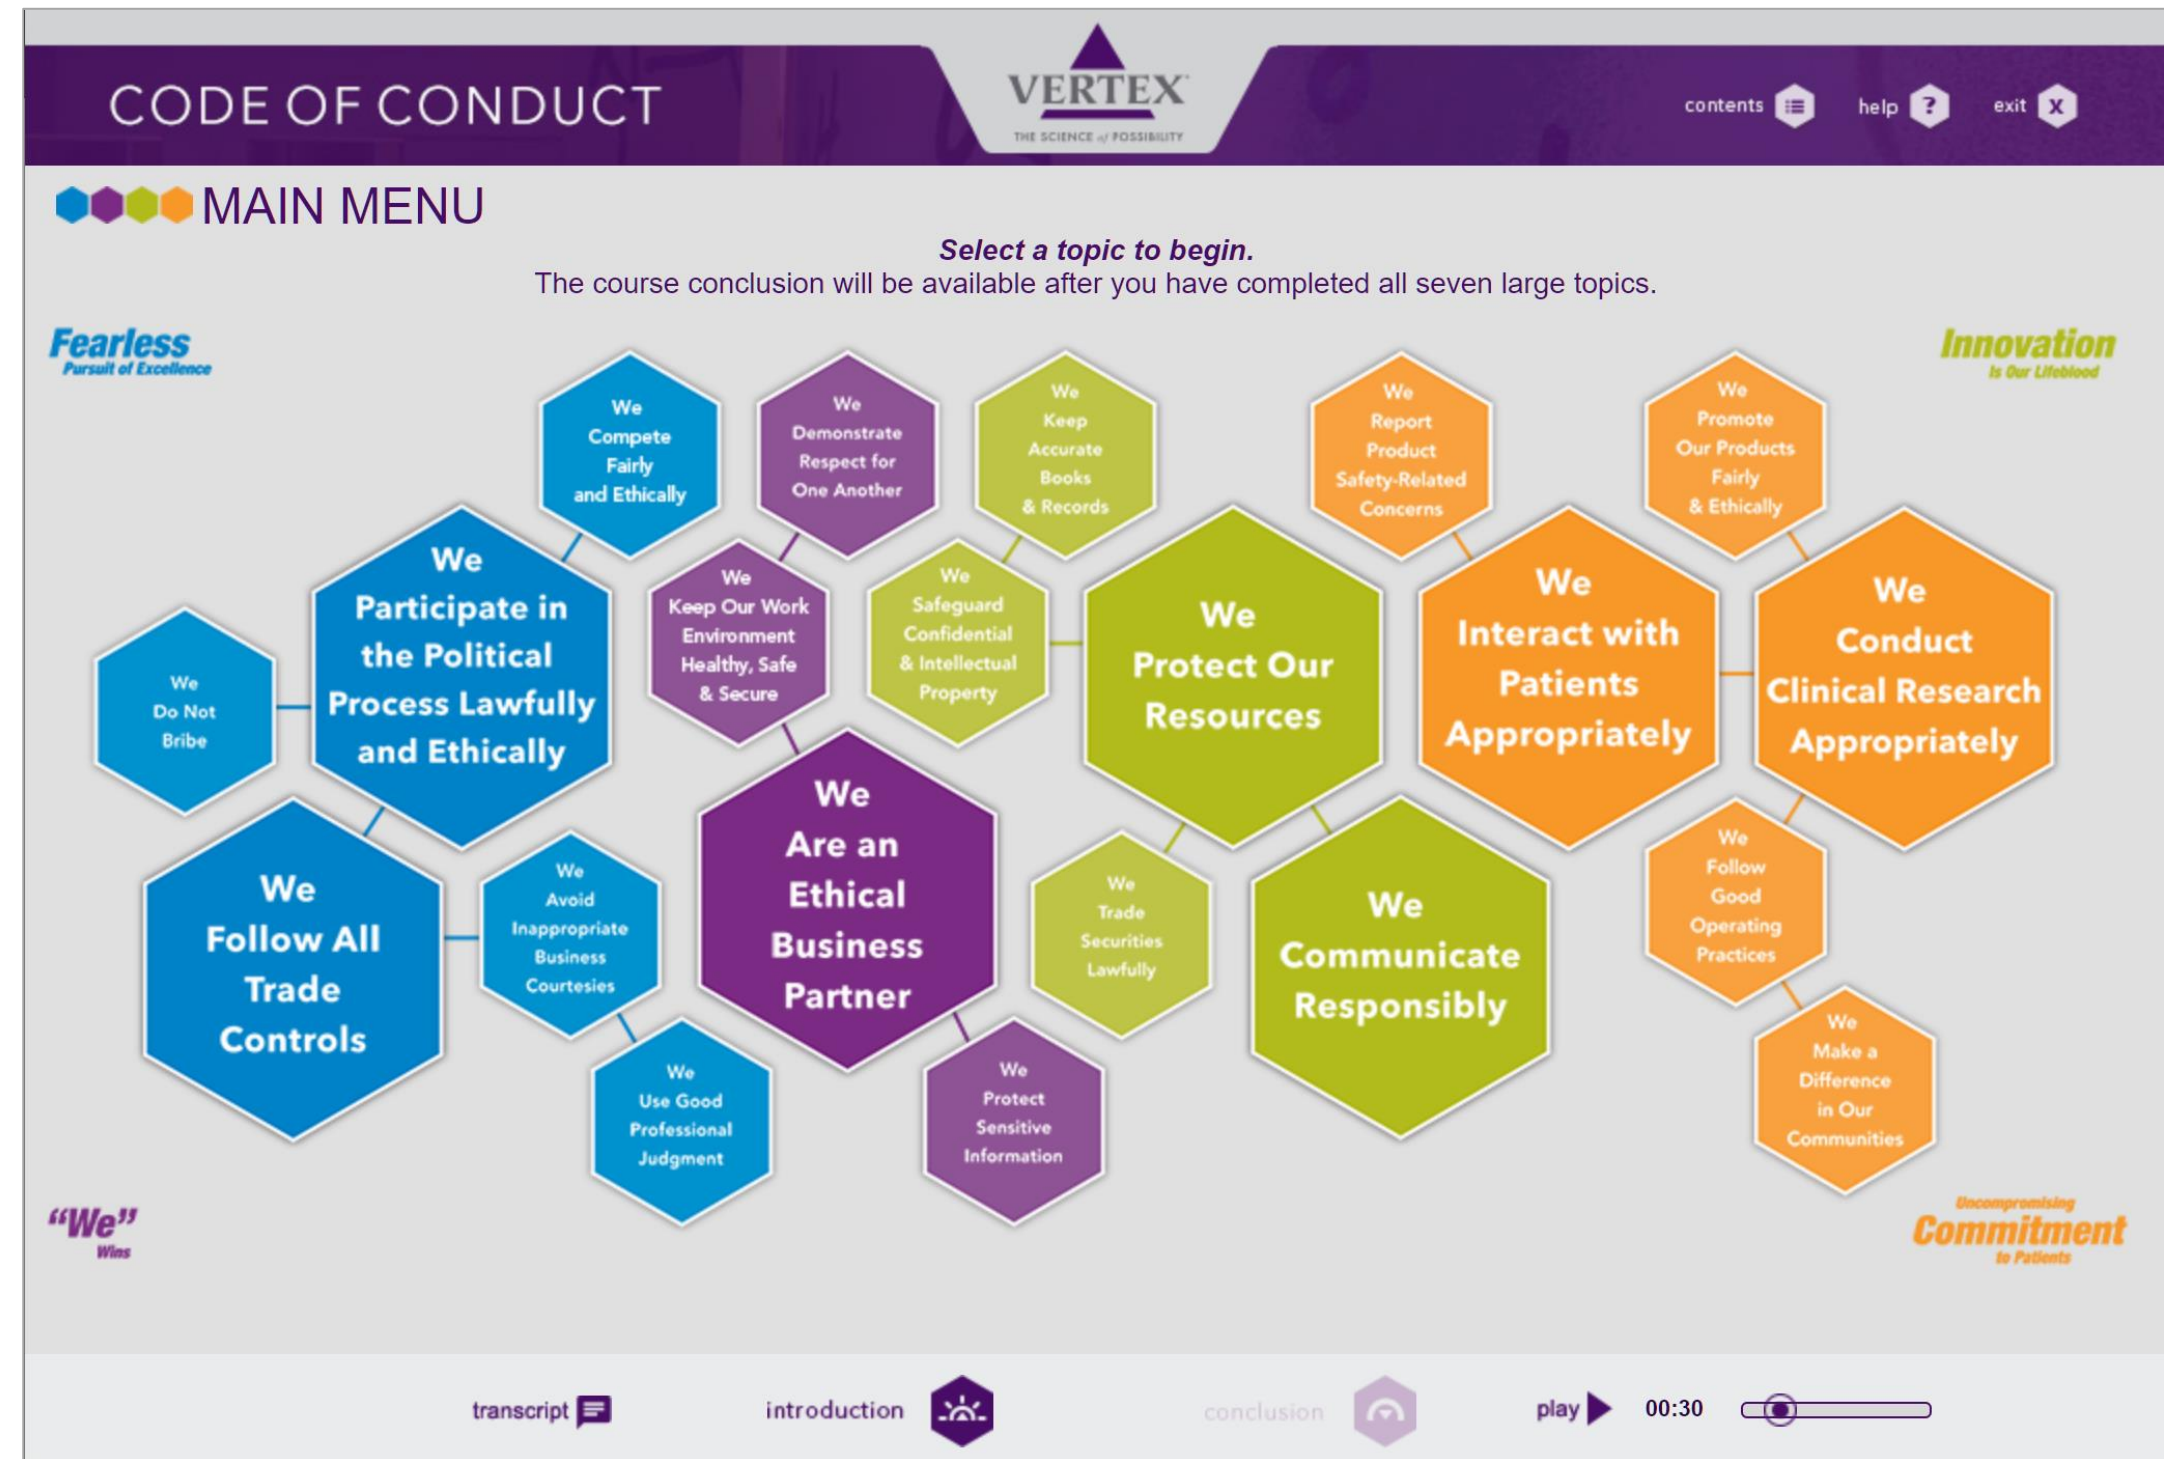 CODE OF CONDUCT
VERTEX
THE SCIENCE of POSSIBILITY
contents
help ?
exit X
MAIN MENU
Select a topic to begin.
The course conclusion will be available after you have completed all seven large topics.
Fearless
Pursuit of Excellence
Innovation
Is Our Lifeblood
We
Compete
Fairly
and Ethically
We
Demonstrate
Respect for
One Another
We
Keep
Accurate
Books
& Records
We
Report
Product
Safety-Related
Concerns
We
Promote
Our Products
Fairly
& Ethically
We
Participate in
the Political
Process Lawfully
and Ethically
We
Keep Our Work
Environment
Healthy, Safe
& Secure
We
Safeguard
Confidential
& Intellectual
Property
We
Protect Our
Resources
We
Interact with
Patients
Appropriately
We
Conduct
Clinical Research
Appropriately
We
Do Not
Bribe
We
Follow All
Trade
Controls
We
Avoid
Inappropriate
Business
Courtesies
We
Are an
Ethical
Business
Partner
We
Trade
Securities
Lawfully
We
Communicate
Responsibly
We
Follow
Good
Operating
Practices
We
Use Good
Professional
Judgment
We
Protect
Sensitive
Information
We
Make a
Difference
in Our
Communities
“We”
Wins
Uncompromising
Commitment
to Patients
transcript
introduction
conclusion
play
00:30